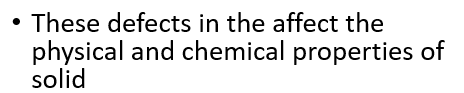 • These defects in the affect the
physical and chemical properties of
solid